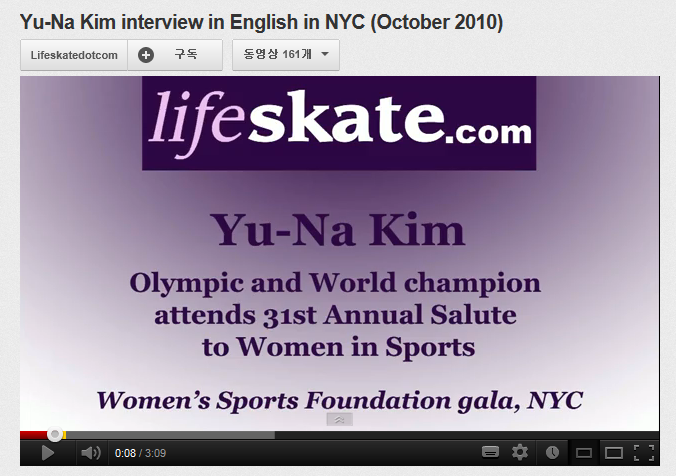 Yu-Na Kim interview in English in NYC (October 2010)
Lifeskatedotcom 구독 동영상 161개
lifeskate.com
Yu-Na Kim
Olympic and World champion
attends 31st Annual Salute
to Women in Sports
Women's Sports Foundation gala, NYC
0:08 / 3:09